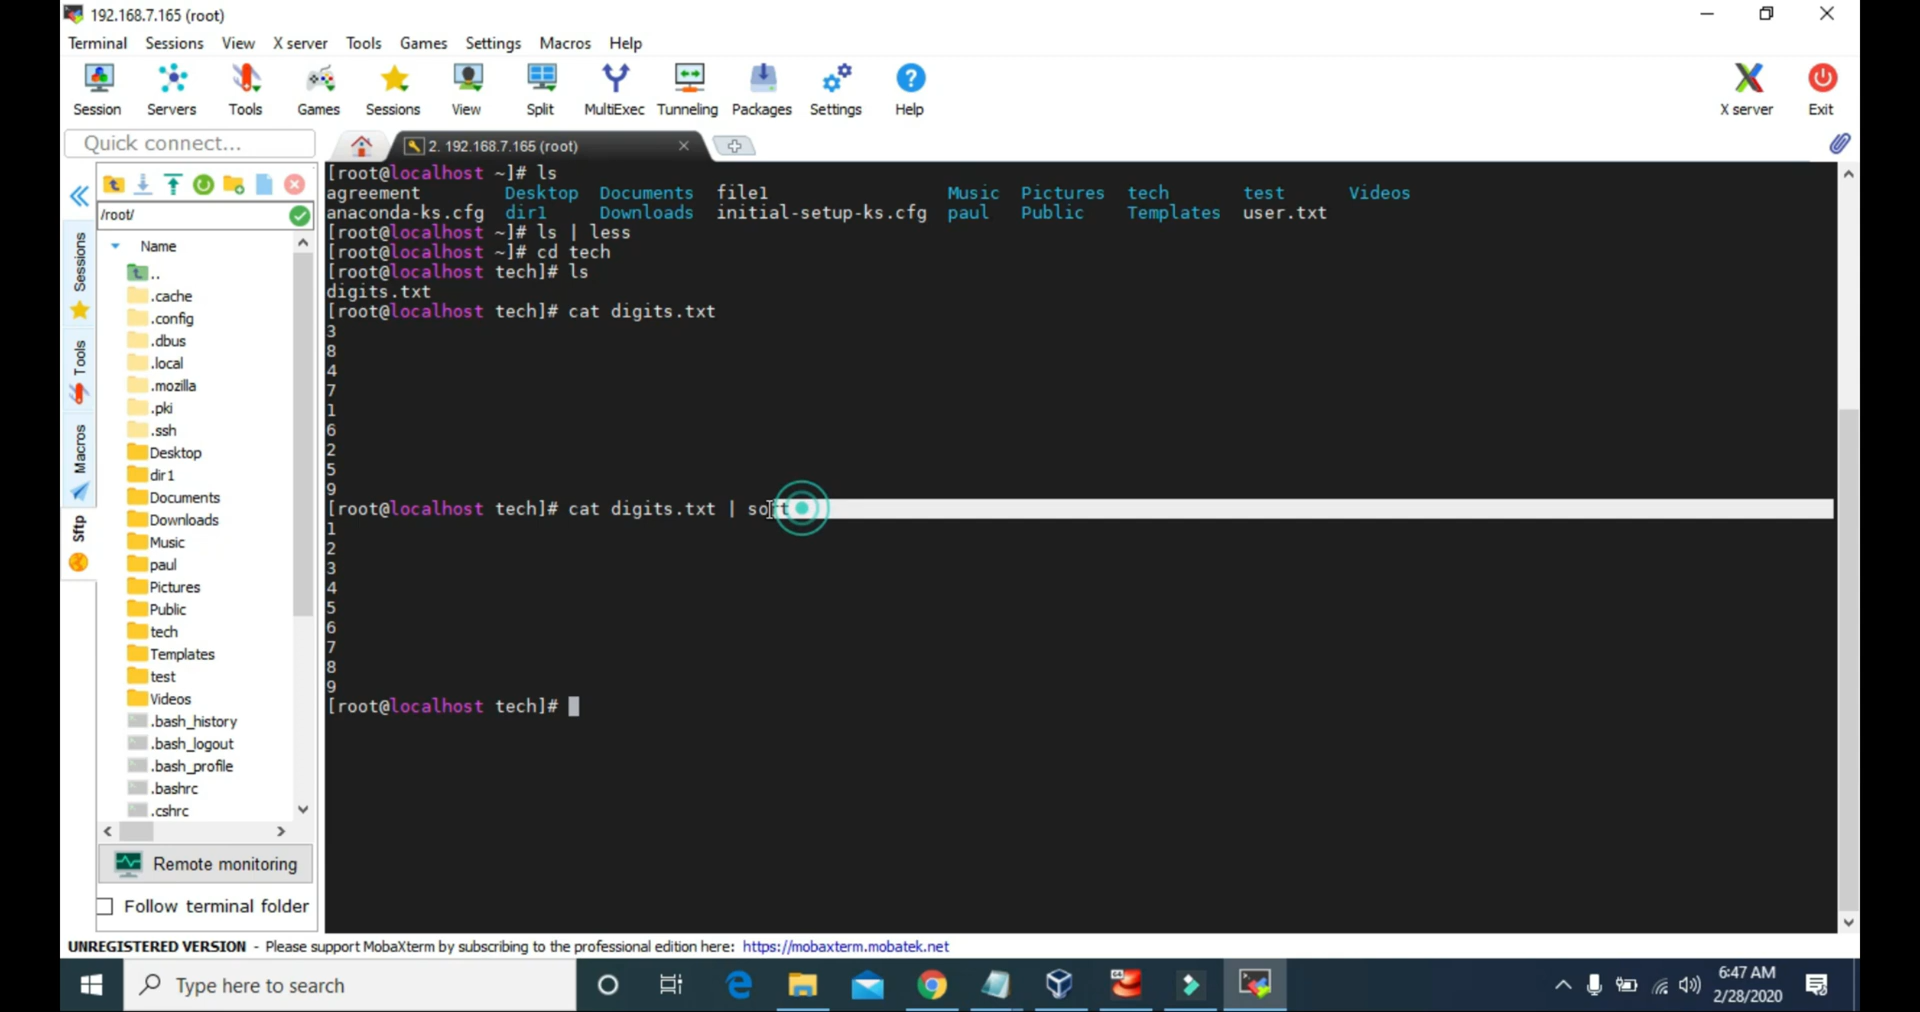 192.168.7.165 (root)
Terminal Sessions View X server Tools Games Settings Macros Help
Session Servers Tools Games Sessions View Split MultiExec Tunneling Packages Settings Help X server Exit
Quick connect... 2. 192.168.7.165 (root)
/root/
Name
..
.cache
.config
.dbus
.local
.mozilla
.pki
.ssh
Desktop
dir1
Documents
Downloads
Music
paul
Pictures
Public
tech
Templates
test
Videos
.bash_history
.bash_logout
.bash_profile
.bashrc
.cshrc
Remote monitoring
Follow terminal folder
Sessions
Tools
Macros
Sftp
[root@localhost ~]# ls
agreement Desktop Documents file1 Music Pictures tech test Videos
anaconda-ks.cfg dir1 Downloads initial-setup-ks.cfg paul Public Templates user.txt
[root@localhost ~]# ls | less
[root@localhost ~]# cd tech
[root@localhost tech]# ls
digits.txt
[root@localhost tech]# cat digits.txt
3
8
4
7
1
6
2
5
9
[root@localhost tech]# cat digits.txt | sort
1
2
3
4
5
6
7
8
9
[root@localhost tech]#
UNREGISTERED VERSION - Please support MobaXterm by subscribing to the professional edition here: https://mobaxterm.mobatek.net
Type here to search
64
6:47 AM
2/28/2020